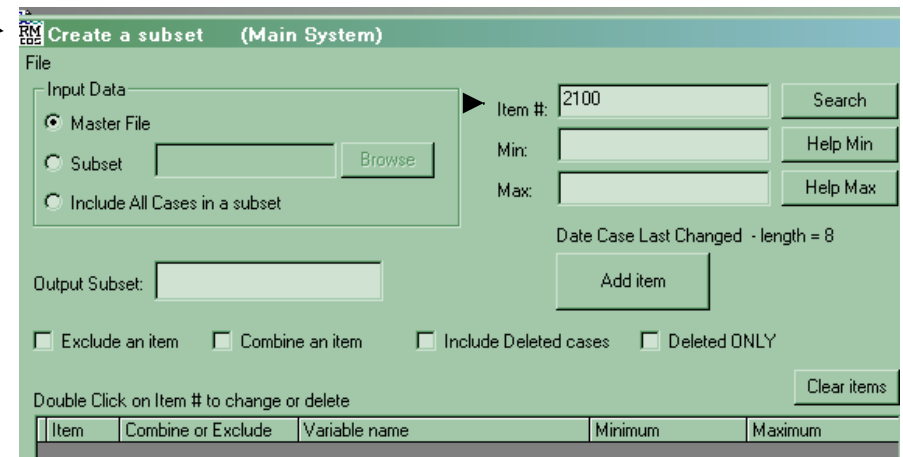 RM
COS
Create a subset (Main System)
File
Input Data
Master File
Subset
Browse
Include All Cases in a subset
Item #: 2100 Search
Min: Help Min
Max: Help Max
Date Case Last Changed - length = 8
Output Subset:
Add item
Exclude an item Combine an item Include Deleted cases Deleted ONLY
Clear items
Double Click on Item # to change or delete
Item Combine or Exclude Variable name Minimum Maximum